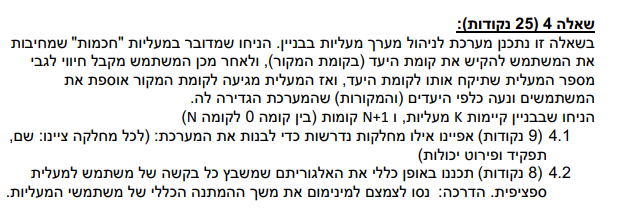 שאלה 4 (25 נקודות):
בשאלה זו נתכנן מערכת לניהול מערך מעליות בבניין. הניחו שמדובר במעליות "חכמות" שמחיבות
את המשתמש להקיש את קומת היעד (בקומת המקור), ולאחר מכן המשתמש מקבל חיווי לגבי
מספר המעלית שתיקח אותו לקומת היעד, ואז המעלית מגיעה לקומת המקור אוספת את
המשתמשים ונעה כלפי היעדים (והמקורות) שהמערכת הגדירה לה.
הניחו שבבניין קיימות K מעליות, ו N+1 קומות (בין קומה 0 לקומה N)
4.1 (9 נקודות) אפיינו אילו מחלקות נדרשות כדי לבנות את המערכת: (לכל מחלקה ציינו: שם,
תפקיד ופירוט יכולות)
4.2 (8 נקודות) תכננו באופן כללי את האלגוריתם שמשבץ כל בקשה של משתמש למעלית
ספציפית. הדרכה: נסו לצמצם למינימום את משך ההמתנה הכללי של משתמשי המעליות.